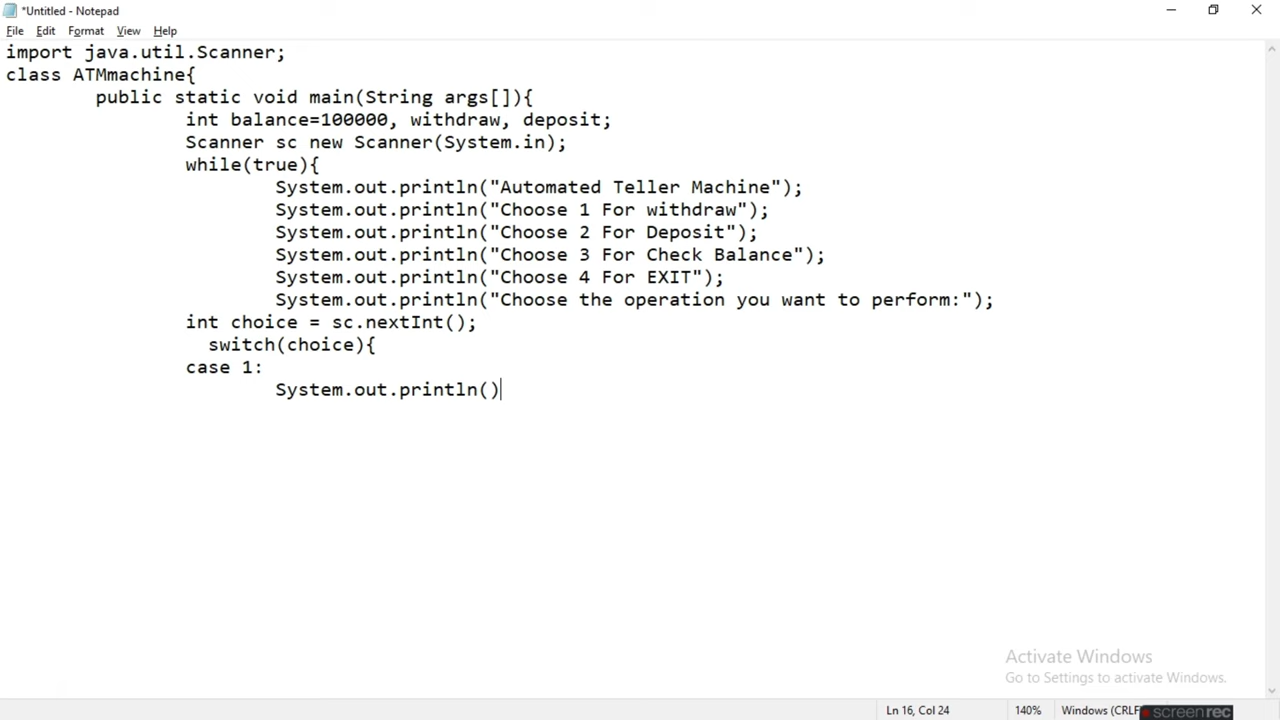 *Untitled - Notepad
File Edit Format View Help
import java.util.Scanner;
class ATMmachine{
public static void main(String args[]){
int balance=100000, withdraw, deposit;
Scanner sc new Scanner(System.in);
while(true){
System.out.println("Automated Teller Machine");
System.out.println("Choose 1 For withdraw");
System.out.println("Choose 2 For Deposit");
System.out.println("Choose 3 For Check Balance");
System.out.println("Choose 4 For EXIT");
System.out.println("Choose the operation you want to perform:");
int choice = sc.nextInt();
switch(choice){
case 1:
System.out.println()
Activate Windows
Go to Settings to activate Windows.
Ln 16, Col 24 140% Windows (CRLF
screenrec